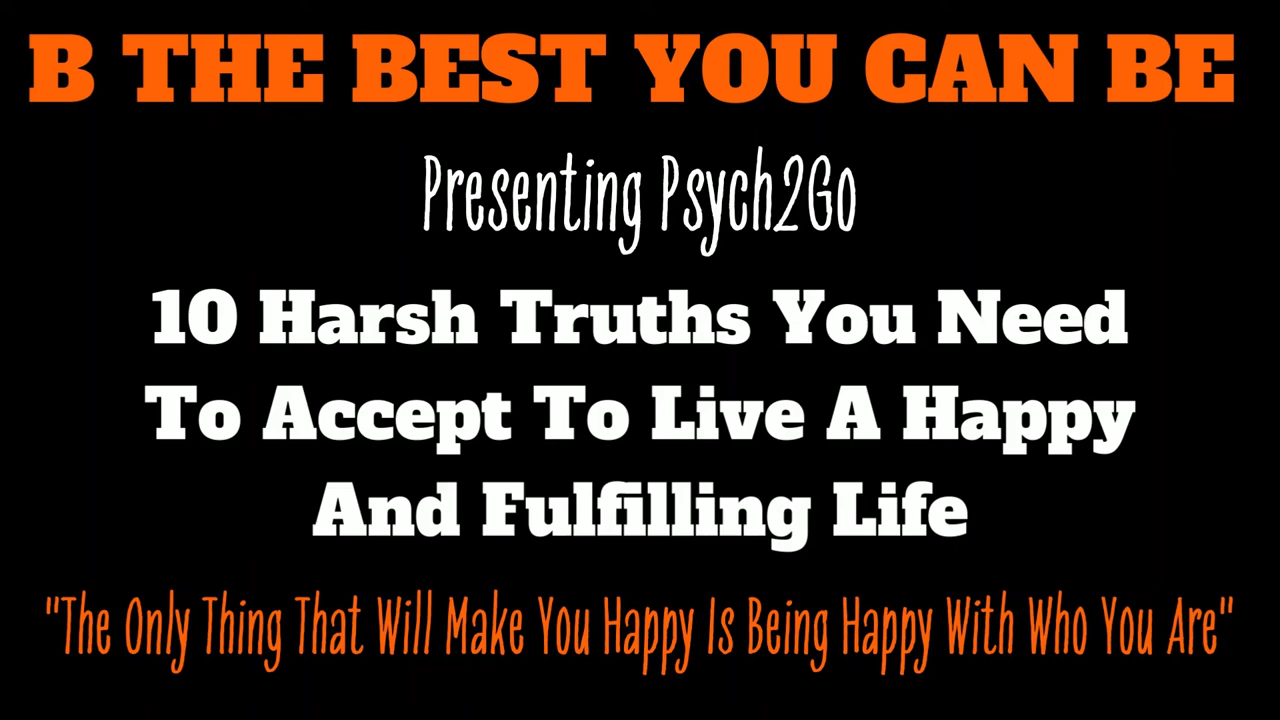 B THE BEST YOU CAN BE
Presenting Psych2Go
10 Harsh Truths You Need
To Accept To Live A Happy
And Fulfilling Life
"The Only Thing That Will Make You Happy Is Being Happy With Who You Are"